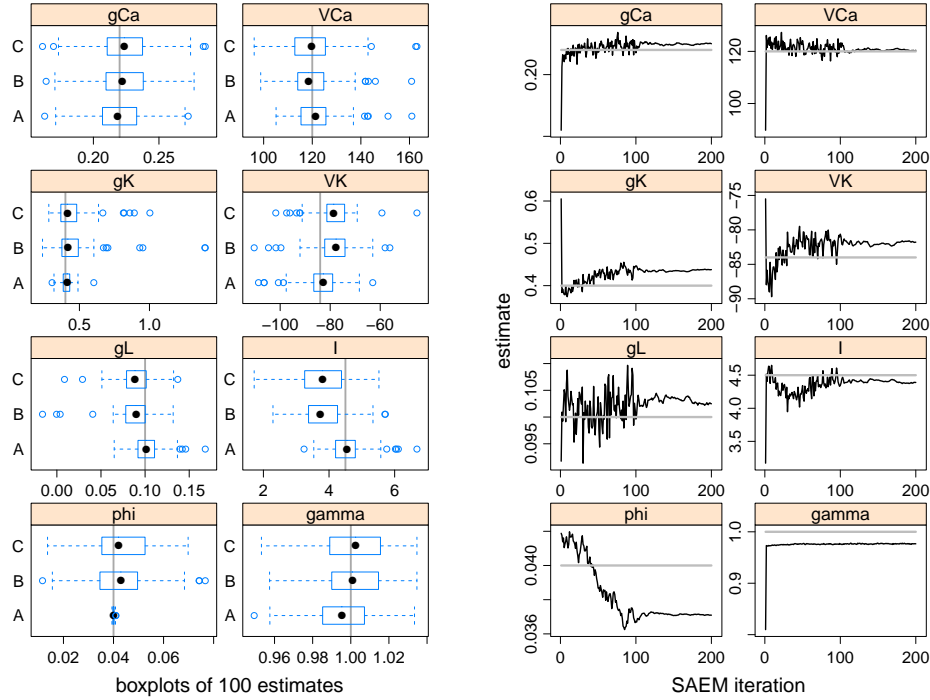 gCa VCa
C
B
A
0.20 0.25 100 120 140 160
gK VK
C
B
A
0.5 1.0 −100 −80 −60
gL I
C
B
A
0.00 0.05 0.10 0.15 2 4 6
phi gamma
C
B
A
0.02 0.04 0.06 0.96 0.98 1.00 1.02
boxplots of 100 estimates
estimate
gCa VCa
0.20 100 120
0 100 200 0 100 200
gK VK
0.4 0.5 0.6 −90 −85 −80 −75
0 100 200 0 100 200
gL I
0.095 0.105 3.5 4.0 4.5
0 100 200 0 100 200
phi gamma
0.036 0.040 0.9 1.0
0 100 200 0 100 200
SAEM iteration